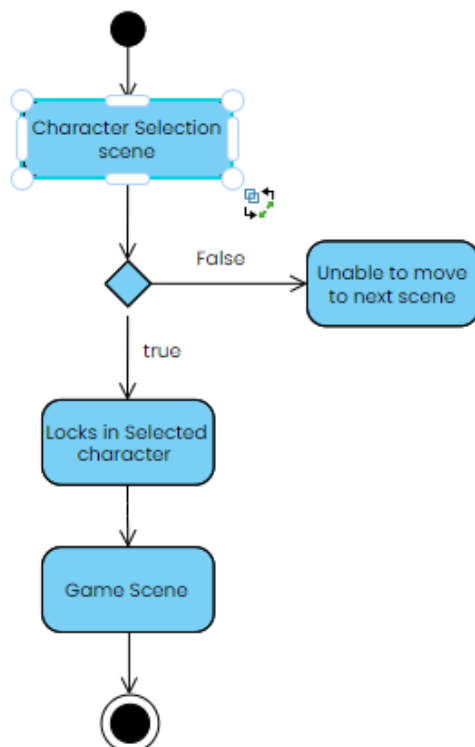 Character Selection
scene
False
Unable to move
to next scene
true
Locks in Selected
character
Game Scene